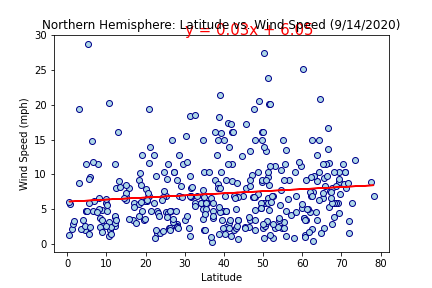 Northern Hemisphere: Latitude vs. Wind Speed (9/14/2020)
y = 0.03x + 6.05
30
25
20
15
10
5
0
Wind Speed (mph)
0 10 20 30 40 50 60 70 80
Latitude